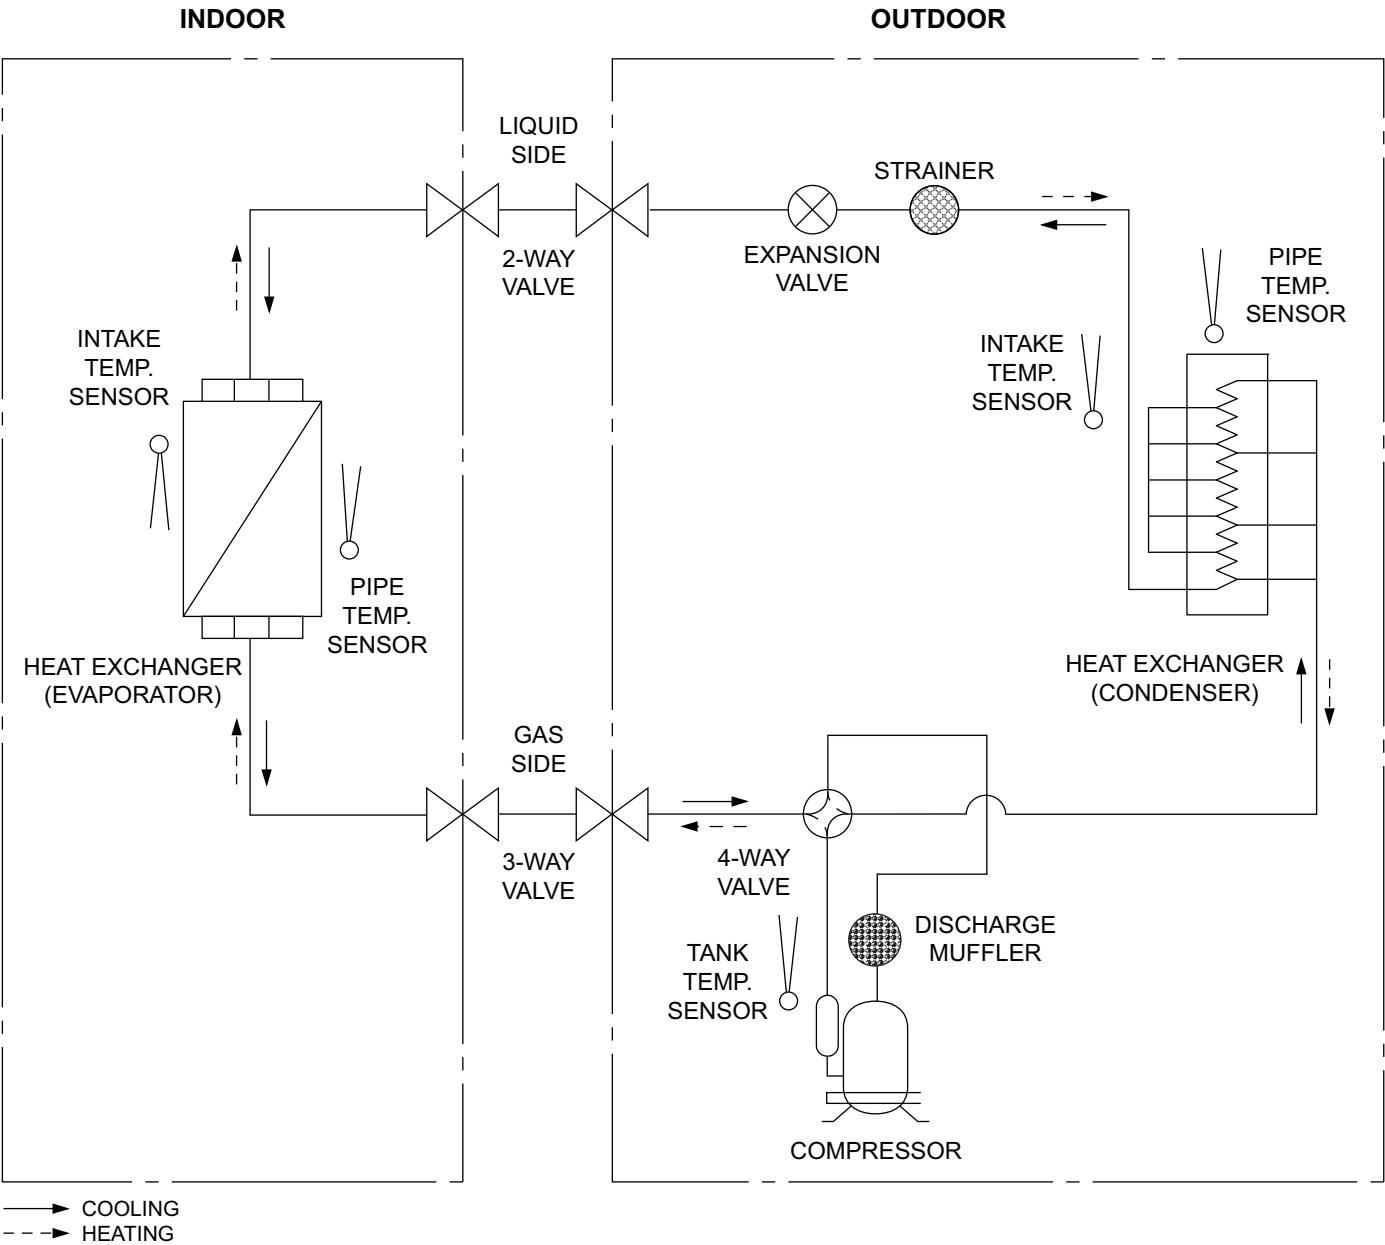 INDOOR
OUTDOOR
LIQUID
SIDE
STRAINER
2-WAY
VALVE
EXPANSION
VALVE
PIPE
TEMP.
SENSOR
INTAKE
TEMP.
SENSOR
INTAKE
TEMP.
SENSOR
PIPE
TEMP.
SENSOR
HEAT EXCHANGER
(EVAPORATOR)
HEAT EXCHANGER
(CONDENSER)
GAS
SIDE
3-WAY
VALVE
4-WAY
VALVE
DISCHARGE
MUFFLER
TANK
TEMP.
SENSOR
COMPRESSOR
COOLING
HEATING